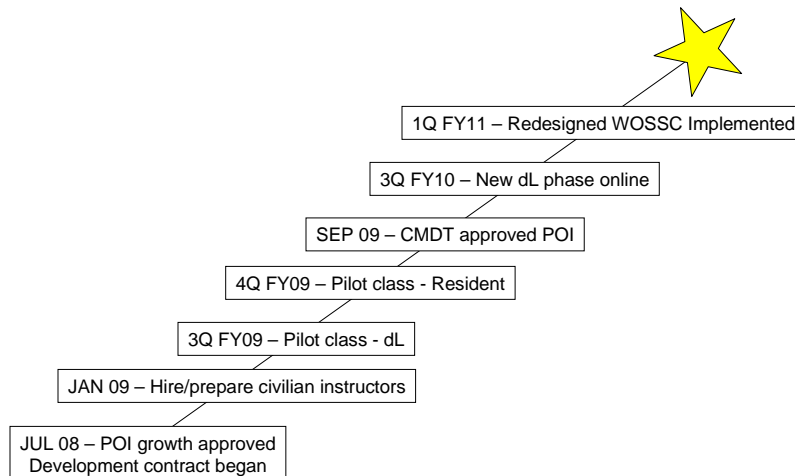 1Q FY11 – Redesigned WOSSC Implemented
3Q FY10 – New dL phase online
SEP 09 – CMDT approved POI
4Q FY09 – Pilot class - Resident
3Q FY09 – Pilot class - dL
JAN 09 – Hire/prepare civilian instructors
JUL 08 – POI growth approved
Development contract began